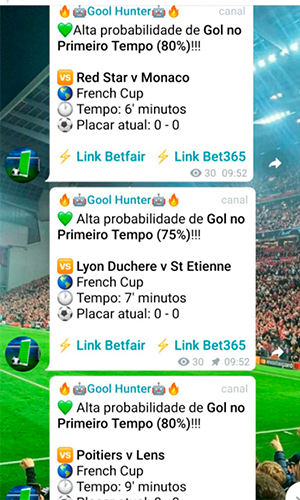 🔥🤖Gool Hunter🤖🔥 canal
💚Alta probabilidade de Gol no
Primeiro Tempo (80%)!!!
🆚 Red Star v Monaco
🌎 French Cup
🕛 Tempo: 6' minutos
⚽ Placar atual: 0 - 0
⚡ Link Betfair ⚡ Link Bet365
30 09:52
🔥🤖Gool Hunter🤖🔥 canal
💚 Alta probabilidade de Gol no
Primeiro Tempo (75%)!!!
🆚 Lyon Duchere v St Etienne
🌎 French Cup
🕛 Tempo: 7' minutos
⚽ Placar atual: 0 - 0
⚡ Link Betfair ⚡ Link Bet365
30 09:52
🔥🤖Gool Hunter🤖🔥 canal
💚 Alta probabilidade de Gol no
Primeiro Tempo (80%)!!!
🆚 Poitiers v Lens
🌎 French Cup
🕛 Tempo: 9' minutos
⚽ Placar atual: 0 - 0